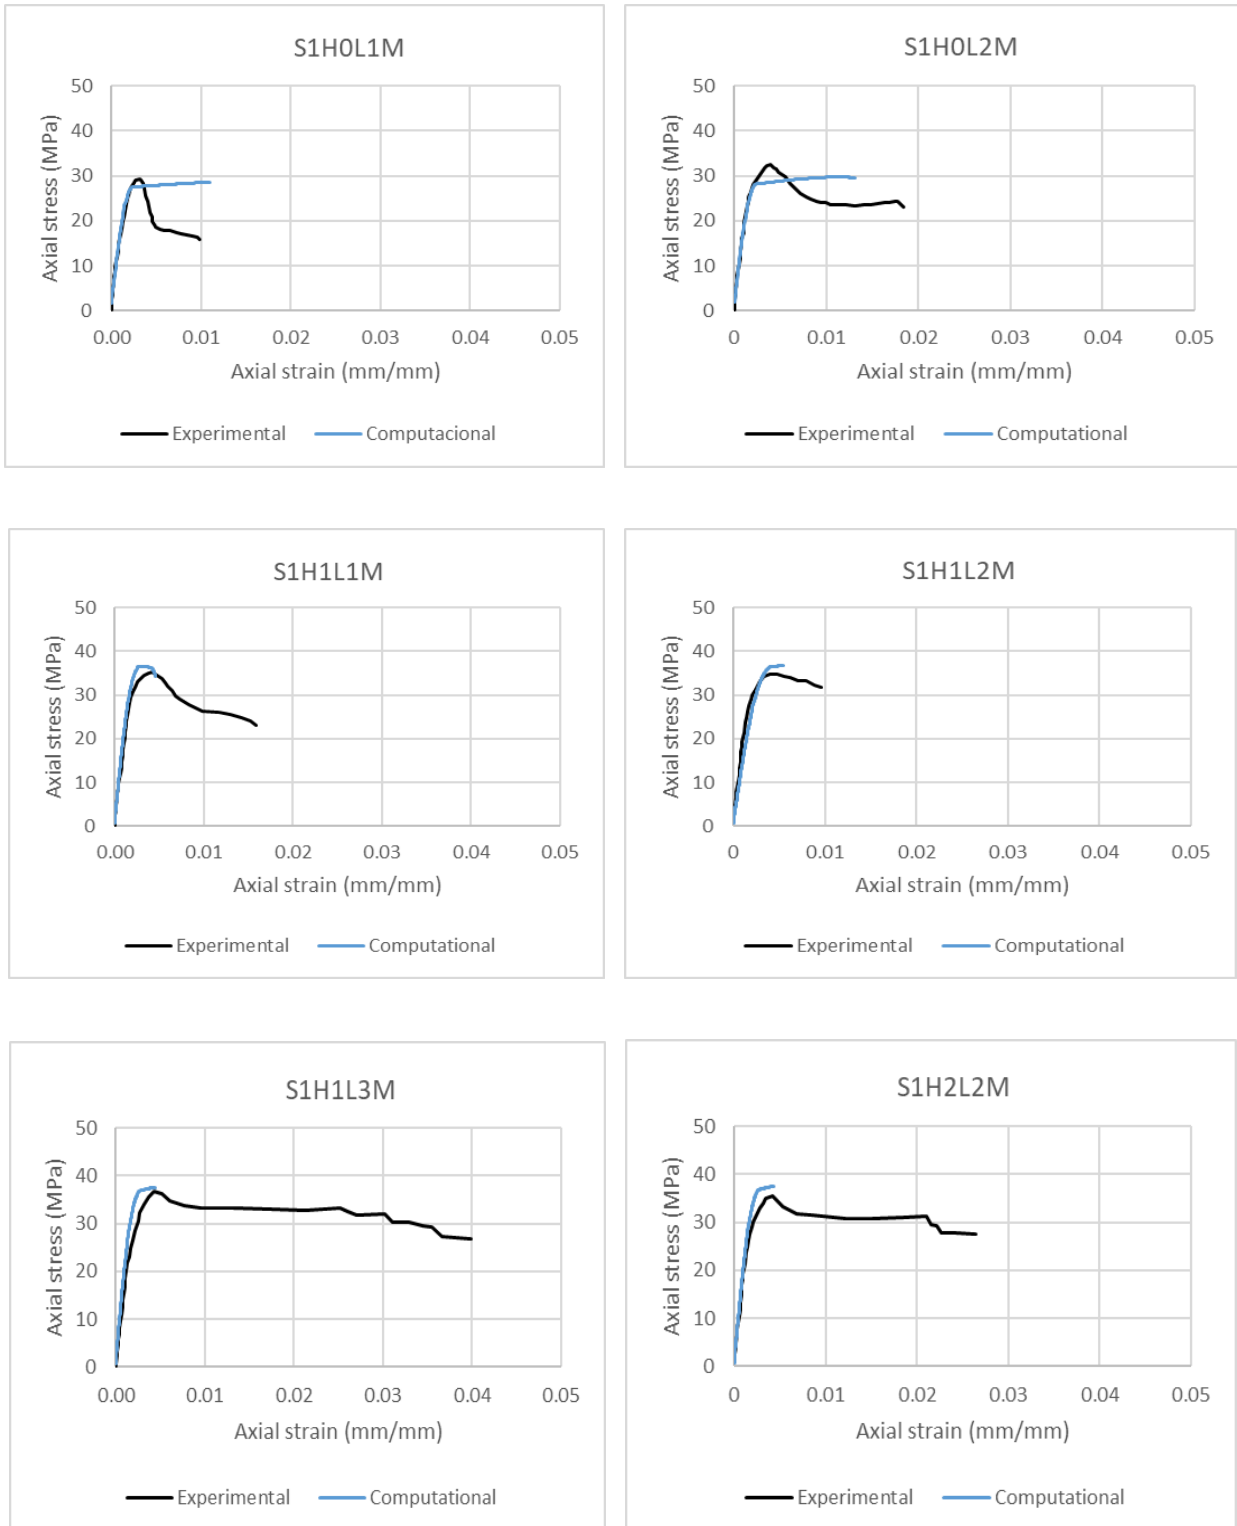 S1H0L1M
50
40
30
20
10
0
Axial stress (MPa)
0.00 0.01 0.02 0.03 0.04 0.05
Axial strain (mm/mm)
Experimental Computacional
S1H0L2M
50
40
30
20
10
0
Axial stress (MPa)
0 0.01 0.02 0.03 0.04 0.05
Axial strain (mm/mm)
Experimental Computational
S1H1L1M
50
40
30
20
10
0
Axial stress (MPa)
0.00 0.01 0.02 0.03 0.04 0.05
Axial strain (mm/mm)
Experimental Computational
S1H1L2M
50
40
30
20
10
0
Axial stress (MPa)
0 0.01 0.02 0.03 0.04 0.05
Axial strain (mm/mm)
Experimental Computational
S1H1L3M
50
40
30
20
10
0
Axial stress (MPa)
0.00 0.01 0.02 0.03 0.04 0.05
Axial strain (mm/mm)
Experimental Computational
S1H2L2M
50
40
30
20
10
0
Axial stress (MPa)
0 0.01 0.02 0.03 0.04 0.05
Axial strain (mm/mm)
Experimental Computational